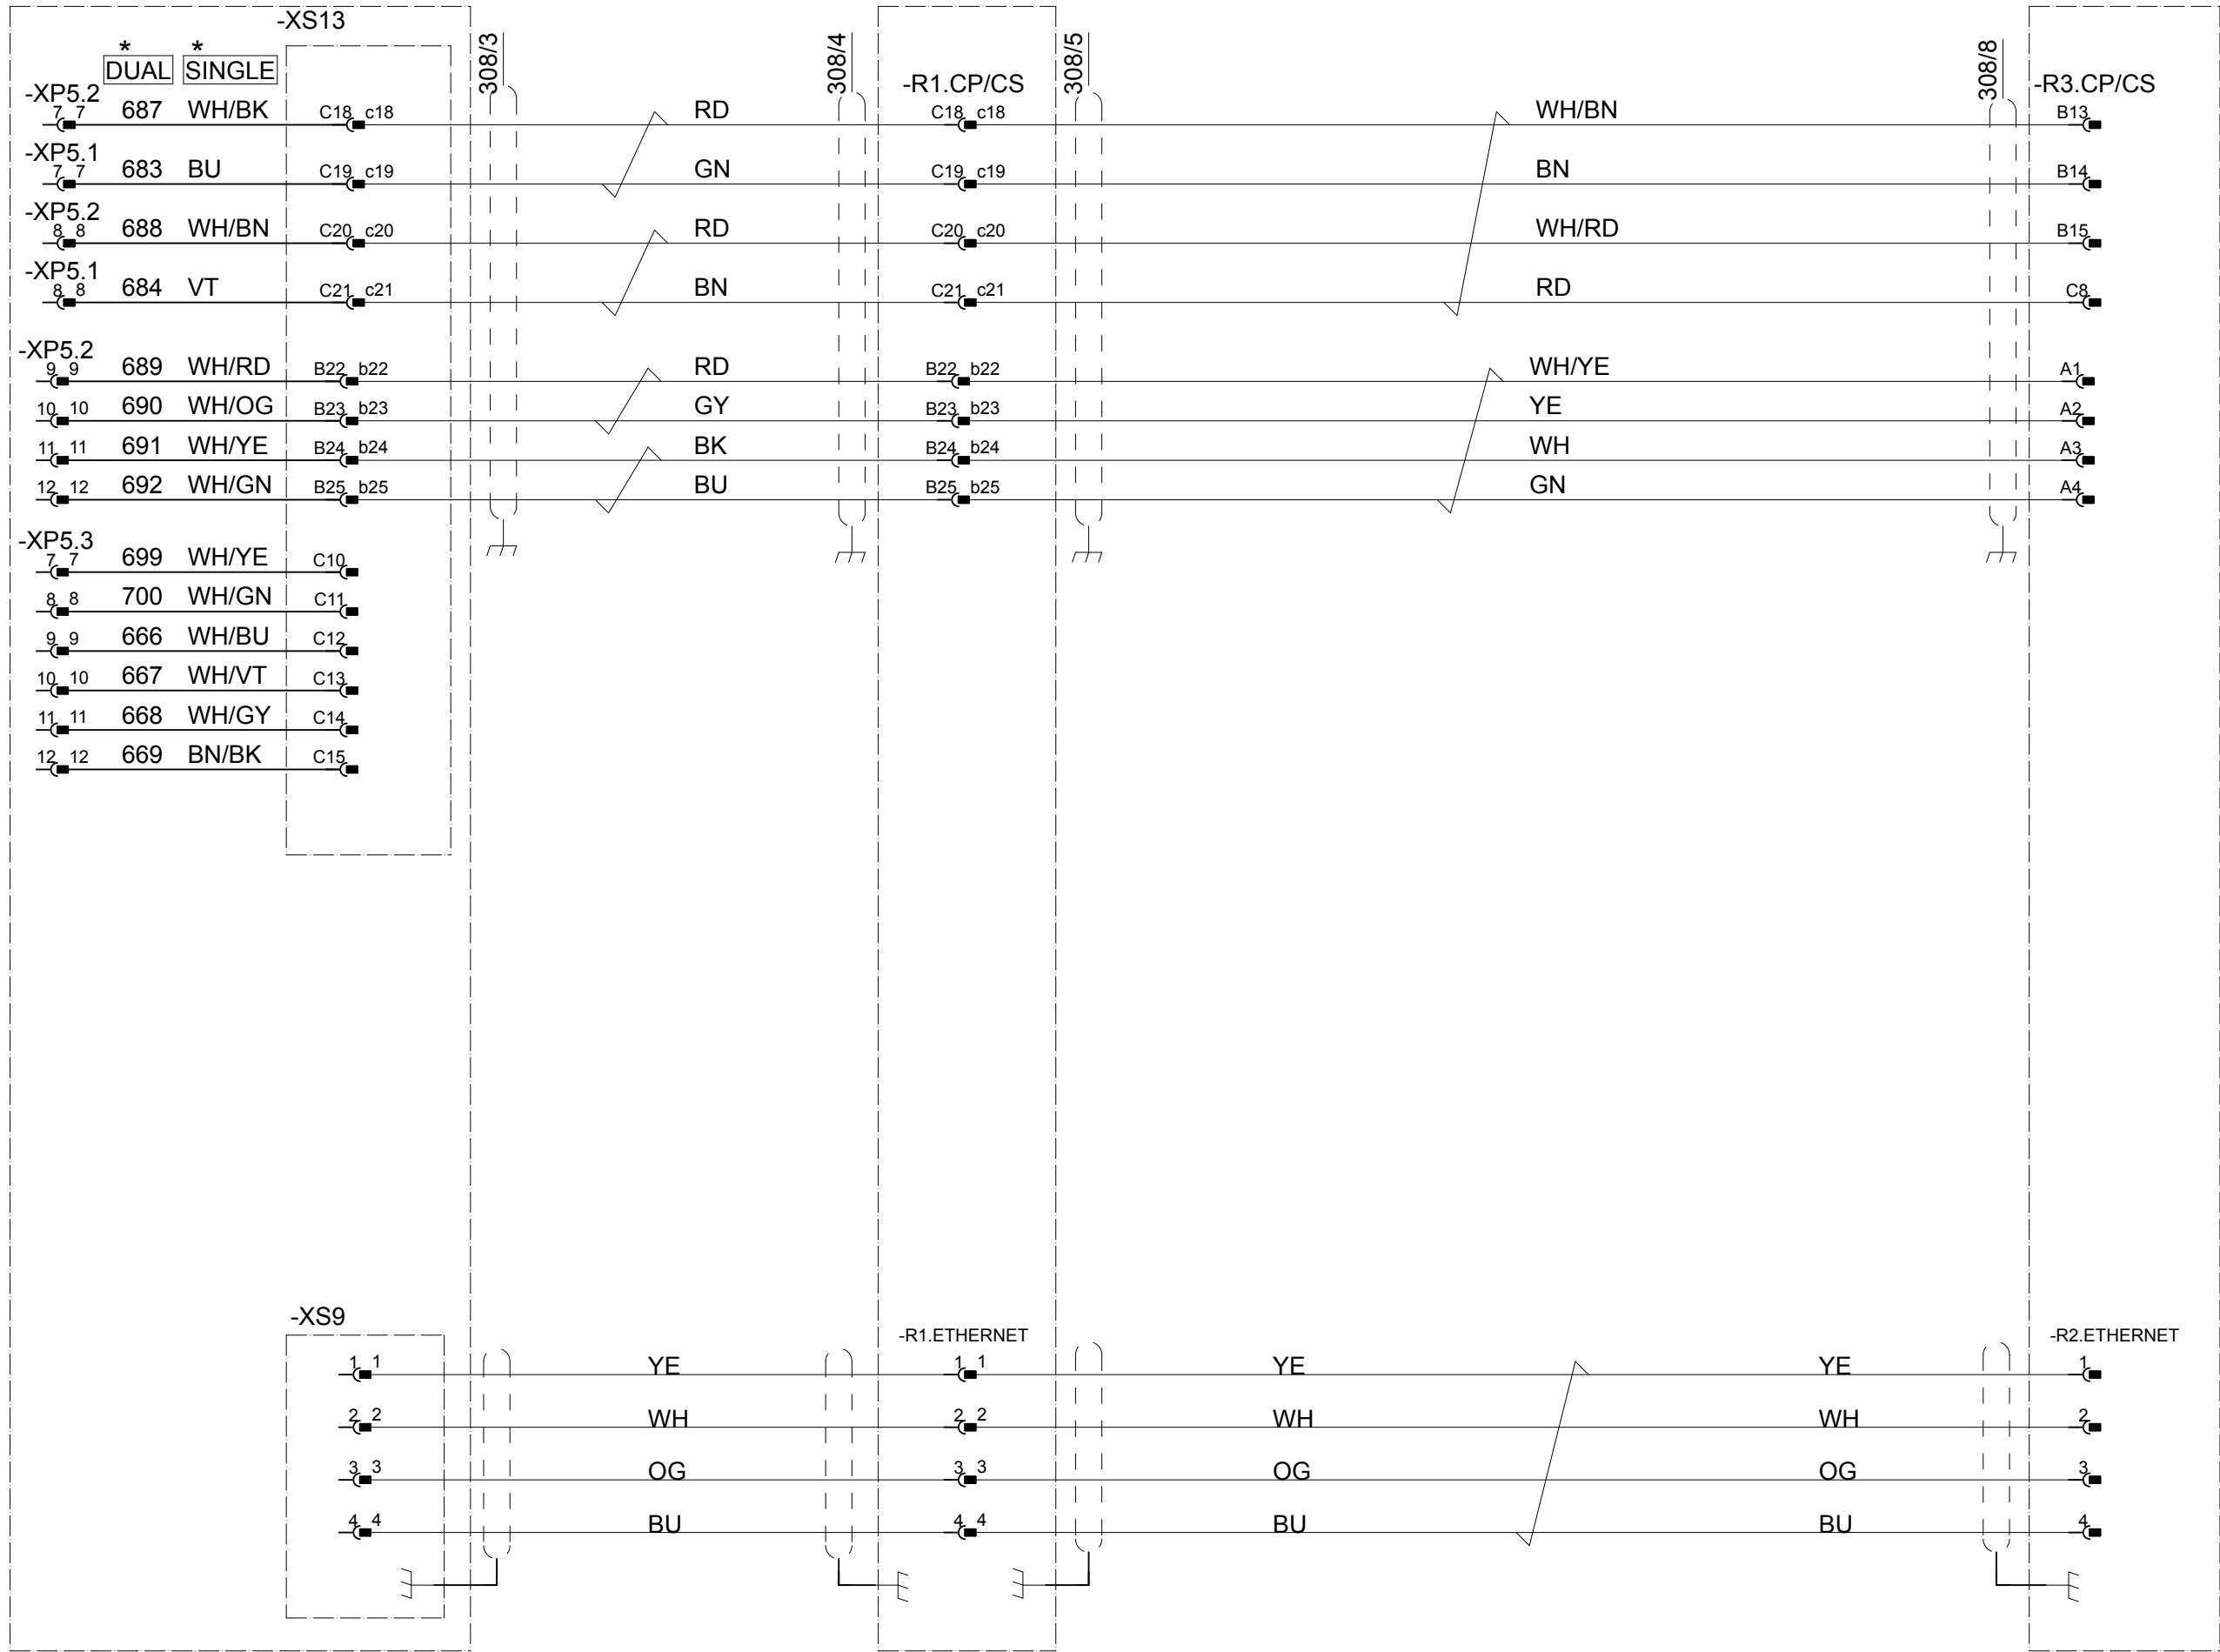 -XS13
* *
DUAL SINGLE
308/3 308/4 308/5 308/8
-R1.CP/CS -R3.CP/CS
-XP5.2
7 7 687 WH/BK C18 c18 RD C18 c18 WH/BN B13
-XP5.1
7 7 683 BU C19 c19 GN C19 c19 BN B14
-XP5.2
8 8 688 WH/BN C20 c20 RD C20 c20 WH/RD B15
-XP5.1
8 8 684 VT C21 c21 BN C21 c21 RD C8
-XP5.2
9 9 689 WH/RD B22 b22 RD B22 b22 WH/YE A1
10 10 690 WH/OG B23 b23 GY B23 b23 YE A2
11 11 691 WH/YE B24 b24 BK B24 b24 WH A3
12 12 692 WH/GN B25 b25 BU B25 b25 GN A4
-XP5.3
7 7 699 WH/YE C10
8 8 700 WH/GN C11
9 9 666 WH/BU C12
10 10 667 WH/VT C13
11 11 668 WH/GY C14
12 12 669 BN/BK C15
-XS9
-R1.ETHERNET -R2.ETHERNET
1 1 YE 1 1 YE YE 1
2 2 WH 2 2 WH WH 2
3 3 OG 3 3 OG OG 3
4 4 BU 4 4 BU BU 4